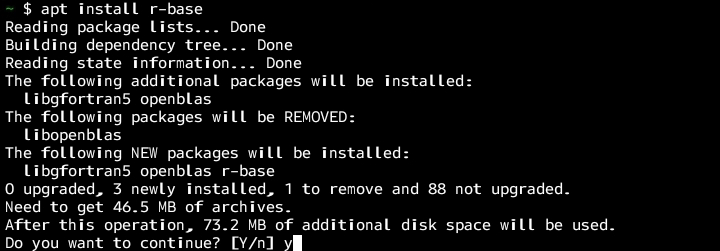 ~ $ apt install r-base
Reading package lists... Done
Building dependency tree... Done
Reading state information... Done
The following additional packages will be installed:
  libgfortran5 openblas
The following packages will be REMOVED:
  libopenblas
The following NEW packages will be installed:
  libgfortran5 openblas r-base
0 upgraded, 3 newly installed, 1 to remove and 88 not upgraded.
Need to get 46.5 MB of archives.
After this operation, 73.2 MB of additional disk space will be used.
Do you want to continue? [Y/n] y